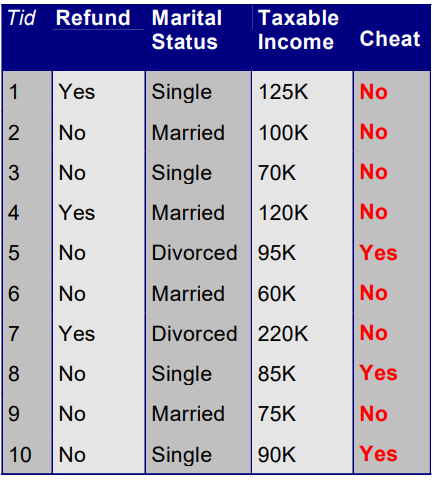 Tid Refund Marital Status Taxable Income Cheat
1 Yes Single 125K No
2 No Married 100K No
3 No Single 70K No
4 Yes Married 120K No
5 No Divorced 95K Yes
6 No Married 60K No
7 Yes Divorced 220K No
8 No Single 85K Yes
9 No Married 75K No
10 No Single 90K Yes